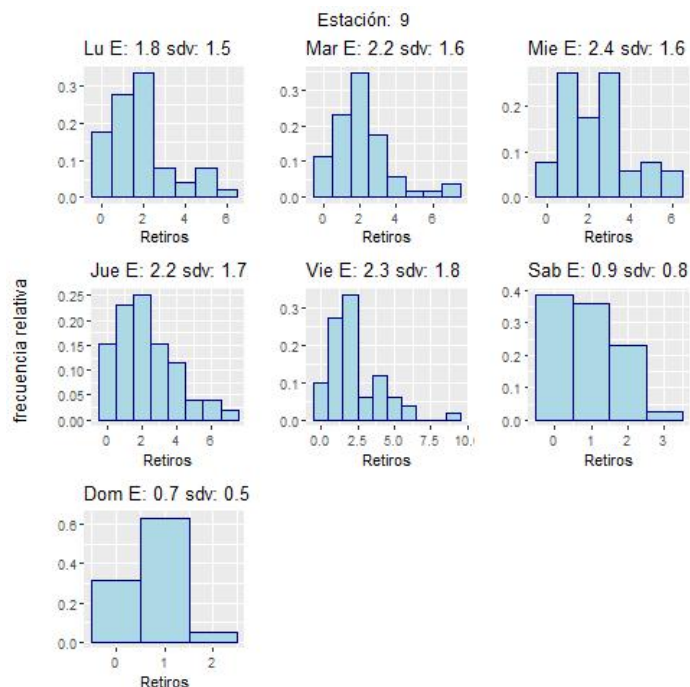 Estación: 9
Lu E: 1.8 sdv: 1.5
0.3
0.2
0.1
0.0
0 2 4 6
Retiros
Mar E: 2.2 sdv: 1.6
0.3
0.2
0.1
0.0
0 2 4 6
Retiros
Mie E: 2.4 sdv: 1.6
0.2
0.1
0.0
0 2 4 6
Retiros
frecuencia relativa
Jue E: 2.2 sdv: 1.7
0.25
0.20
0.15
0.10
0.05
0.00
0 2 4 6
Retiros
Vie E: 2.3 sdv: 1.8
0.3
0.2
0.1
0.0
0.0 2.5 5.0 7.5 10.
Retiros
Sab E: 0.9 sdv: 0.8
0.4
0.3
0.2
0.1
0.0
0 1 2 3
Retiros
Dom E: 0.7 sdv: 0.5
0.6
0.4
0.2
0.0
0 1 2
Retiros